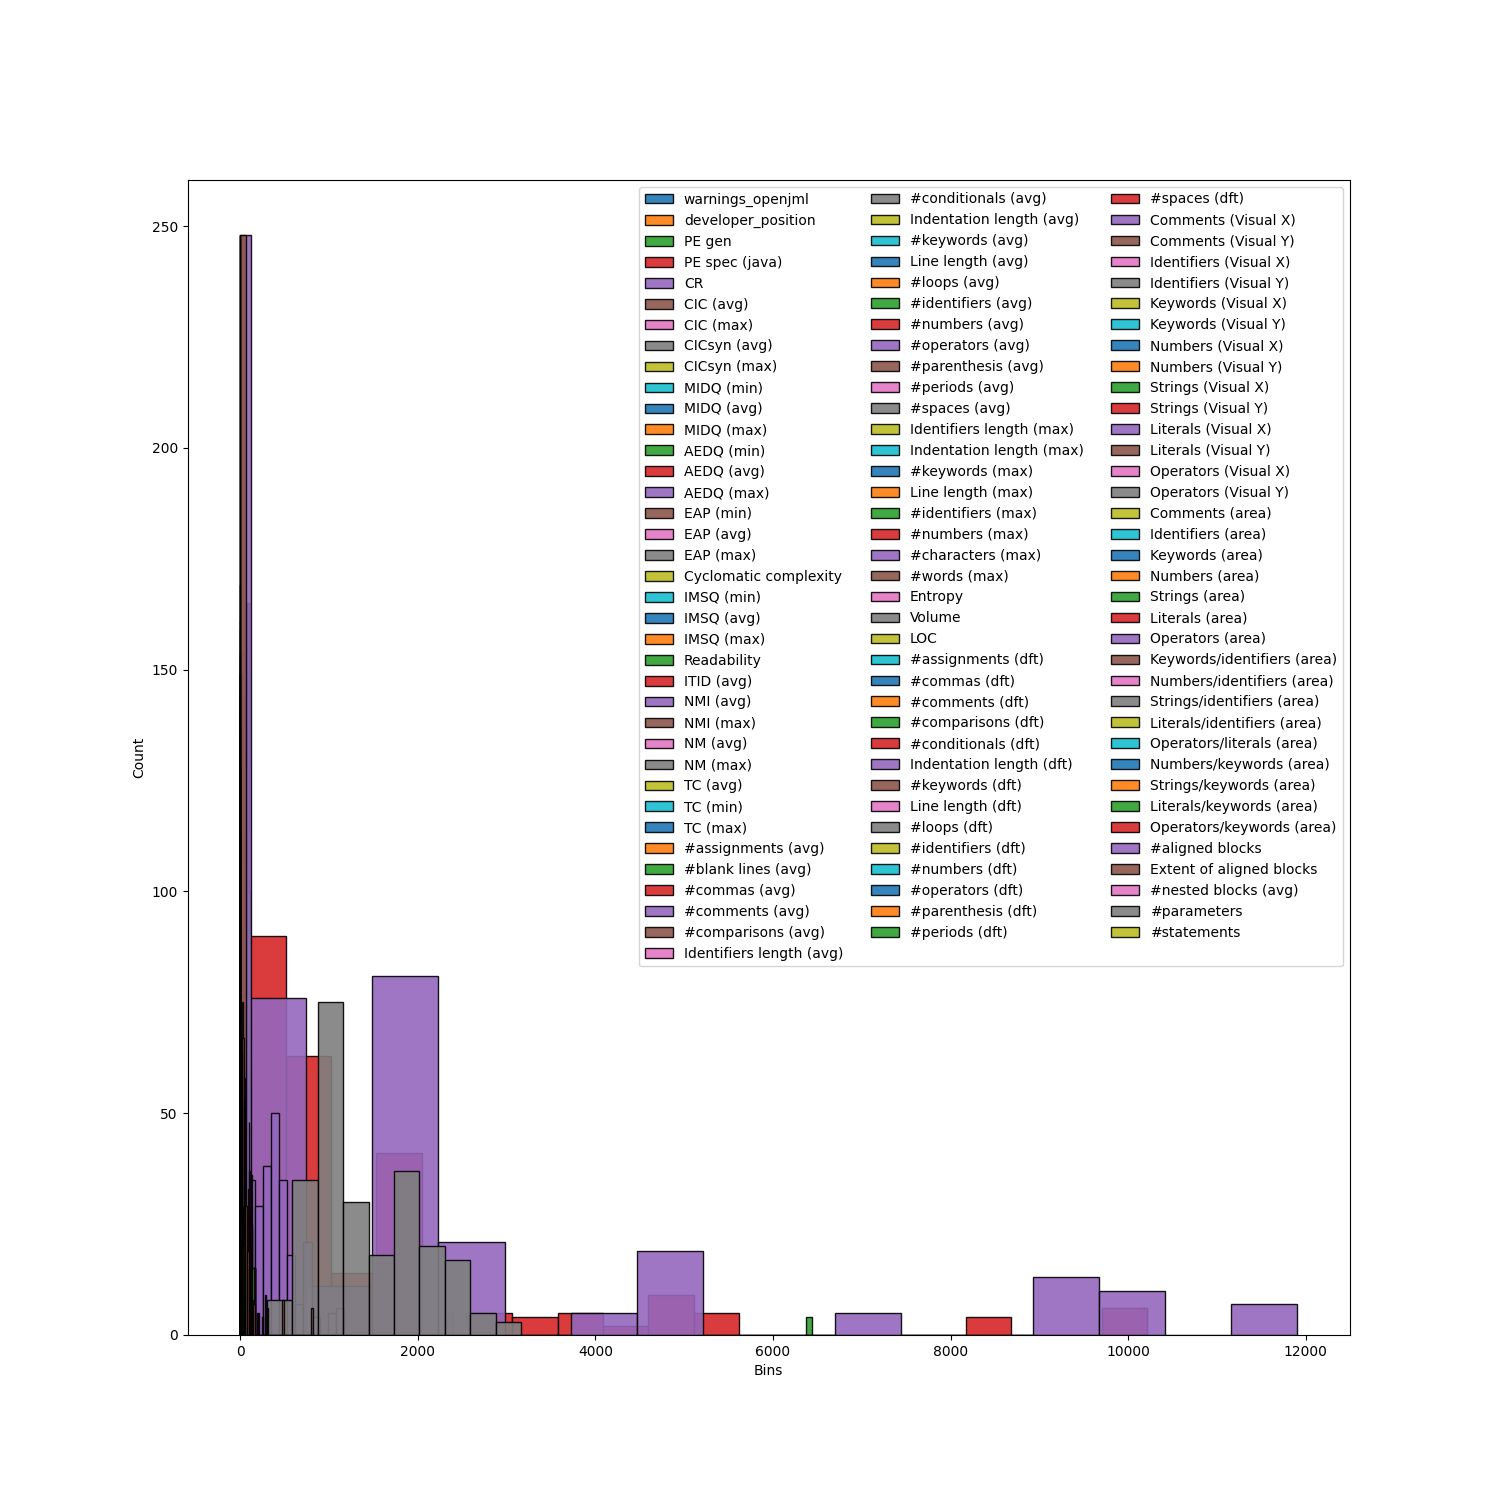 warnings_openjml
developer_position
PE gen
PE spec (java)
CR
CIC (avg)
CIC (max)
CICsyn (avg)
CICsyn (max)
MIDQ (min)
MIDQ (avg)
MIDQ (max)
AEDQ (min)
AEDQ (avg)
AEDQ (max)
EAP (min)
EAP (avg)
EAP (max)
Cyclomatic complexity
IMSQ (min)
IMSQ (avg)
IMSQ (max)
Readability
ITID (avg)
NMI (avg)
NMI (max)
NM (avg)
NM (max)
TC (avg)
TC (min)
TC (max)
#assignments (avg)
#blank lines (avg)
#commas (avg)
#comments (avg)
#comparisons (avg)
Identifiers length (avg)
#conditionals (avg)
Indentation length (avg)
#keywords (avg)
Line length (avg)
#loops (avg)
#identifiers (avg)
#numbers (avg)
#operators (avg)
#parenthesis (avg)
#periods (avg)
#spaces (avg)
Identifiers length (max)
Indentation length (max)
#keywords (max)
Line length (max)
#identifiers (max)
#numbers (max)
#characters (max)
#words (max)
Entropy
Volume
LOC
#assignments (dft)
#commas (dft)
#comments (dft)
#comparisons (dft)
#conditionals (dft)
Indentation length (dft)
#keywords (dft)
Line length (dft)
#loops (dft)
#identifiers (dft)
#numbers (dft)
#operators (dft)
#parenthesis (dft)
#periods (dft)
#spaces (dft)
Comments (Visual X)
Comments (Visual Y)
Identifiers (Visual X)
Identifiers (Visual Y)
Keywords (Visual X)
Keywords (Visual Y)
Numbers (Visual X)
Numbers (Visual Y)
Strings (Visual X)
Strings (Visual Y)
Literals (Visual X)
Literals (Visual Y)
Operators (Visual X)
Operators (Visual Y)
Comments (area)
Identifiers (area)
Keywords (area)
Numbers (area)
Strings (area)
Literals (area)
Operators (area)
Keywords/identifiers (area)
Numbers/identifiers (area)
Strings/identifiers (area)
Literals/identifiers (area)
Operators/literals (area)
Numbers/keywords (area)
Strings/keywords (area)
Literals/keywords (area)
Operators/keywords (area)
#aligned blocks
Extent of aligned blocks
#nested blocks (avg)
#parameters
#statements
250
200
150
100
50
0
Count
0 2000 4000 6000 8000 10000 12000
Bins